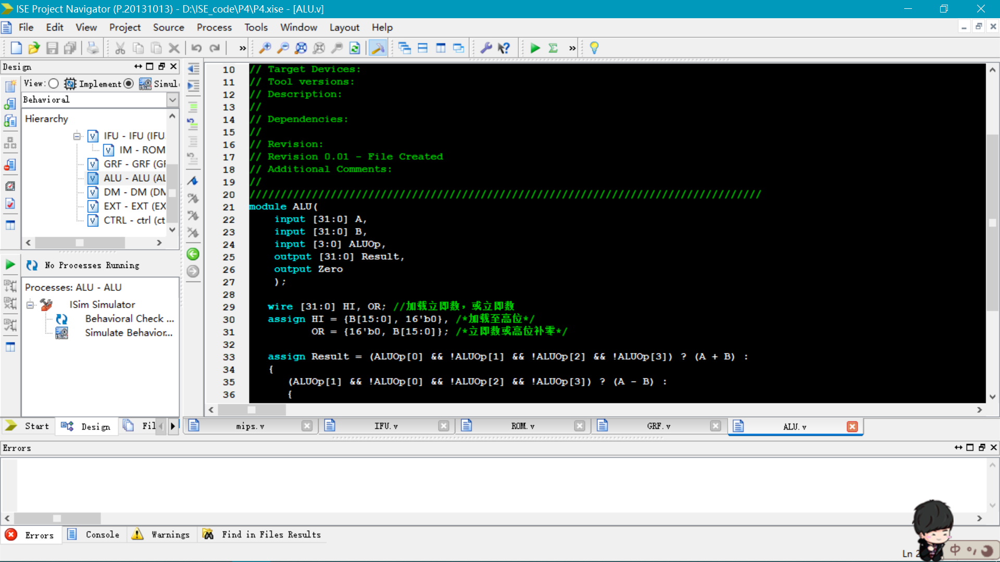 ISE Project Navigator (P.20131013) - D:\ISE_code\P4\P4.xise - [ALU.v]
File Edit View Project Source Process Tools Window Layout Help
Design
View: Implement Simul
Behavioral
Hierarchy
IFU - IFU (IFU
IM - ROM
GRF - GRF (GF
ALU - ALU (AL
DM - DM (DM
EXT - EXT (EX
CTRL - ctrl (ct
No Processes Running
Processes: ALU - ALU
ISim Simulator
Behavioral Check ...
Simulate Behavior...
Start Design Fil
10 // Target Devices:
11 // Tool versions:
12 // Description:
13 //
14 // Dependencies:
15 //
16 // Revision:
17 // Revision 0.01 - File Created
18 // Additional Comments:
19 //
20 //////////////////////////////////////////////////////////////////////////////////
21 module ALU(
22 input [31:0] A,
23 input [31:0] B,
24 input [3:0] ALUOp,
25 output [31:0] Result,
26 output Zero
27 );
28
29 wire [31:0] HI, OR; //加载立即数，或立即数
30 assign HI = {B[15:0], 16'b0}, /*加载至高位*/
31 OR = {16'b0, B[15:0]}; /*立即数或高位补零*/
32
33 assign Result = (ALUOp[0] && !ALUOp[1] && !ALUOp[2] && !ALUOp[3]) ? (A + B) :
34 {
35 (ALUOp[1] && !ALUOp[0] && !ALUOp[2] && !ALUOp[3]) ? (A - B) :
36 {
mips.v IFU.v ROM.v GRF.v ALU.v
Errors
Errors Console Warnings Find in Files Results
Ln 2
中